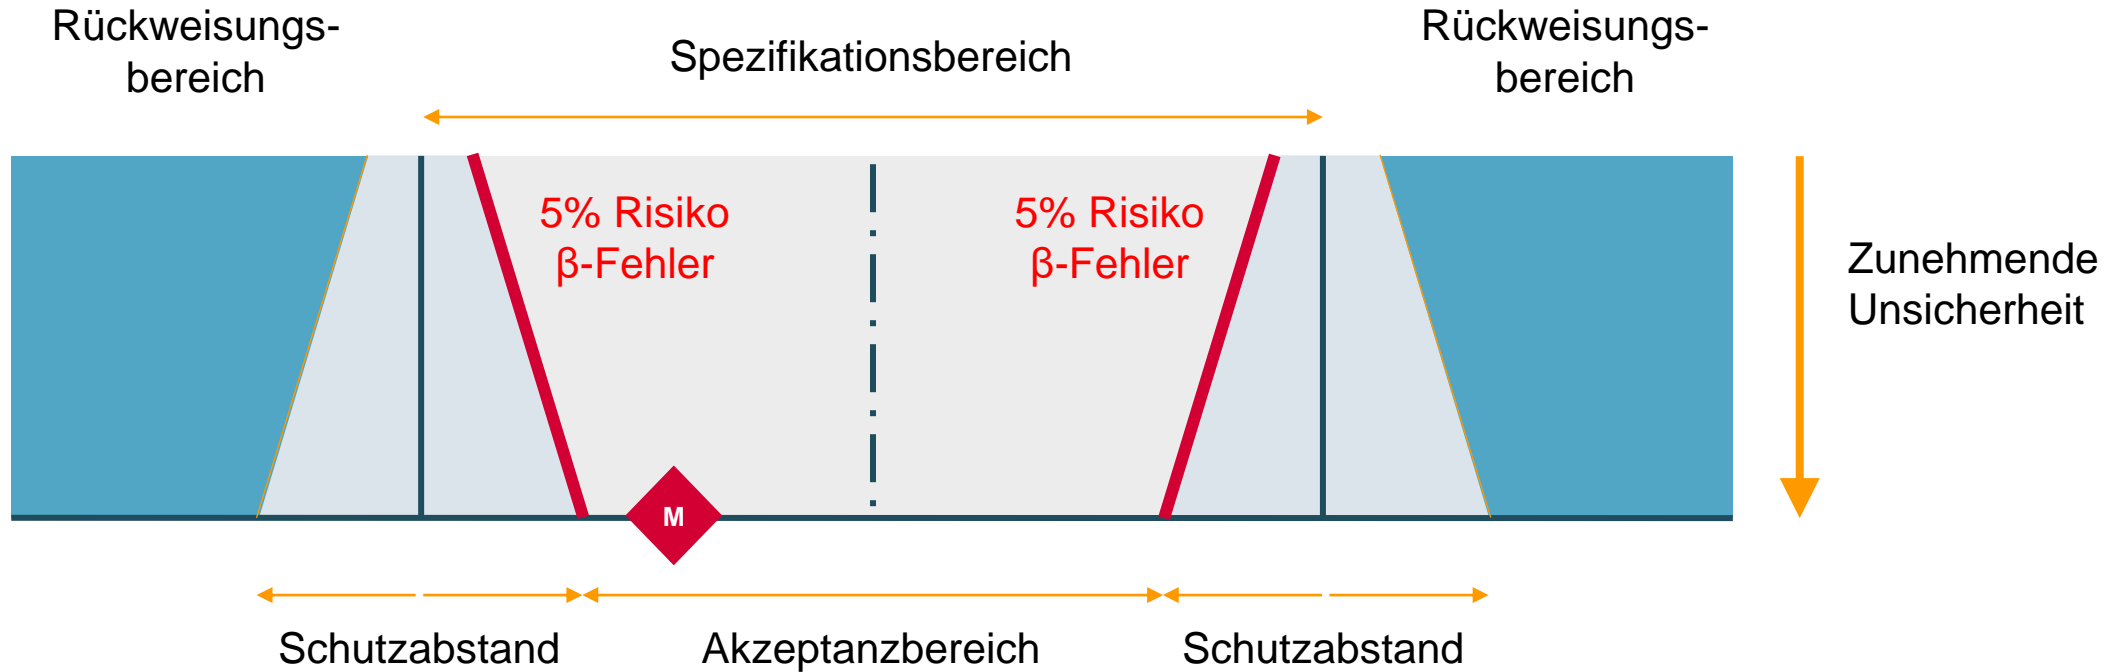 Rückweisungs-
bereich
Spezifikationsbereich
Rückweisungs-
bereich
5% Risiko
β-Fehler
5% Risiko
β-Fehler
Zunehmende
Unsicherheit
M
Schutzabstand
Akzeptanzbereich
Schutzabstand